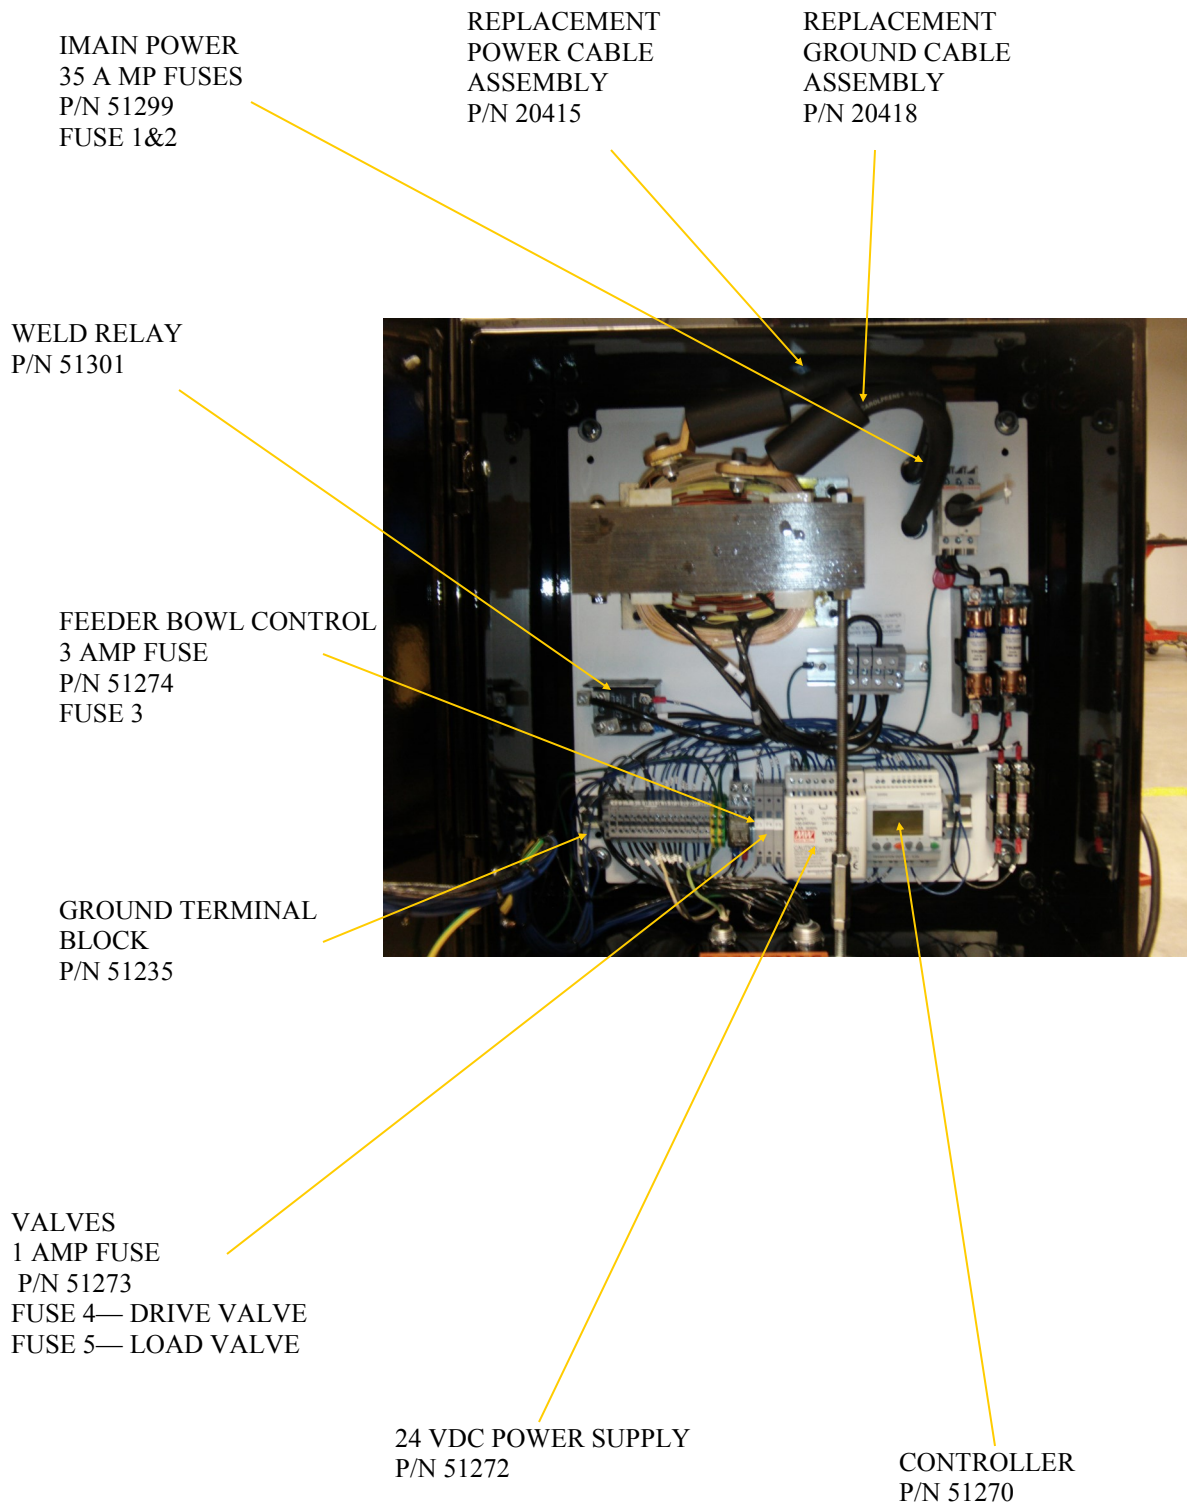 IMAIN POWER
35 A MP FUSES
P/N 51299
FUSE 1&2
REPLACEMENT
POWER CABLE
ASSEMBLY
P/N 20415
REPLACEMENT
GROUND CABLE
ASSEMBLY
P/N 20418
WELD RELAY
P/N 51301
FEEDER BOWL CONTROL
3 AMP FUSE
P/N 51274
FUSE 3
GROUND TERMINAL
BLOCK
P/N 51235
VALVES
1 AMP FUSE
P/N 51273
FUSE 4— DRIVE VALVE
FUSE 5— LOAD VALVE
24 VDC POWER SUPPLY
P/N 51272
CONTROLLER
P/N 51270